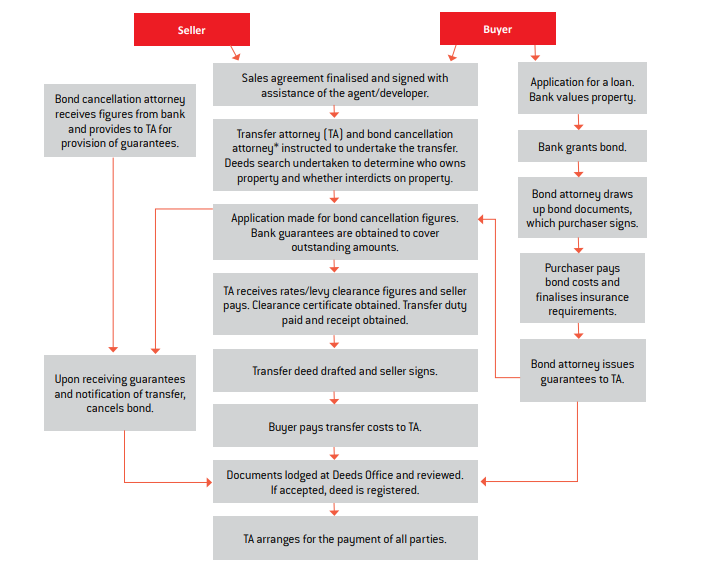 Seller
Buyer
Bond cancellation attorney
receives figures from bank
and provides to TA for
provision of guarantees.
Upon receiving guarantees
and notification of transfer,
cancels bond.
Sales agreement finalised and signed with
assistance of the agent/developer.
Transfer attorney (TA) and bond cancellation
attorney* instructed to undertake the transfer.
Deeds search undertaken to determine who owns
property and whether interdicts on property.
Application made for bond cancellation figures.
Bank guarantees are obtained to cover
outstanding amounts.
TA receives rates/levy clearance figures and seller
pays. Clearance certificate obtained. Transfer duty
paid and receipt obtained.
Transfer deed drafted and seller signs.
Buyer pays transfer costs to TA.
Documents lodged at Deeds Office and reviewed.
If accepted, deed is registered.
TA arranges for the payment of all parties.
Application for a loan.
Bank values property.
Bank grants bond.
Bond attorney draws
up bond documents,
which purchaser signs.
Purchaser pays
bond costs and
finalises insurance
requirements.
Bond attorney issues
guarantees to TA.